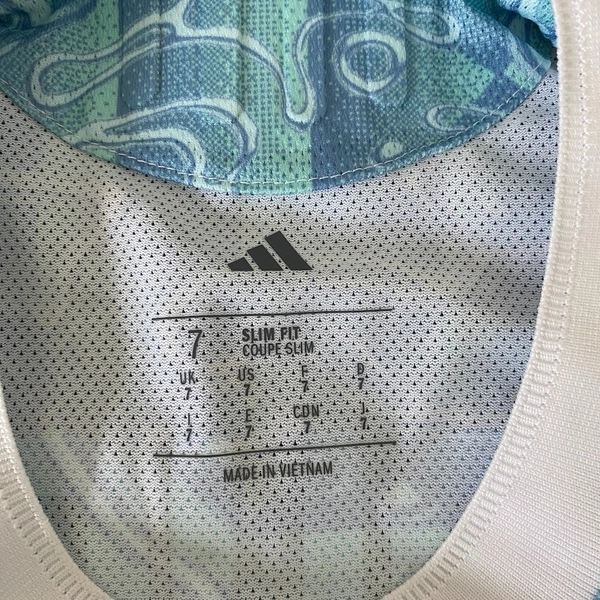 7 SLIM FIT
COUPE SLIM
UK US F D
7 7 7 7
I E CDN J
7 7 7 7
MADE IN VIETNAM